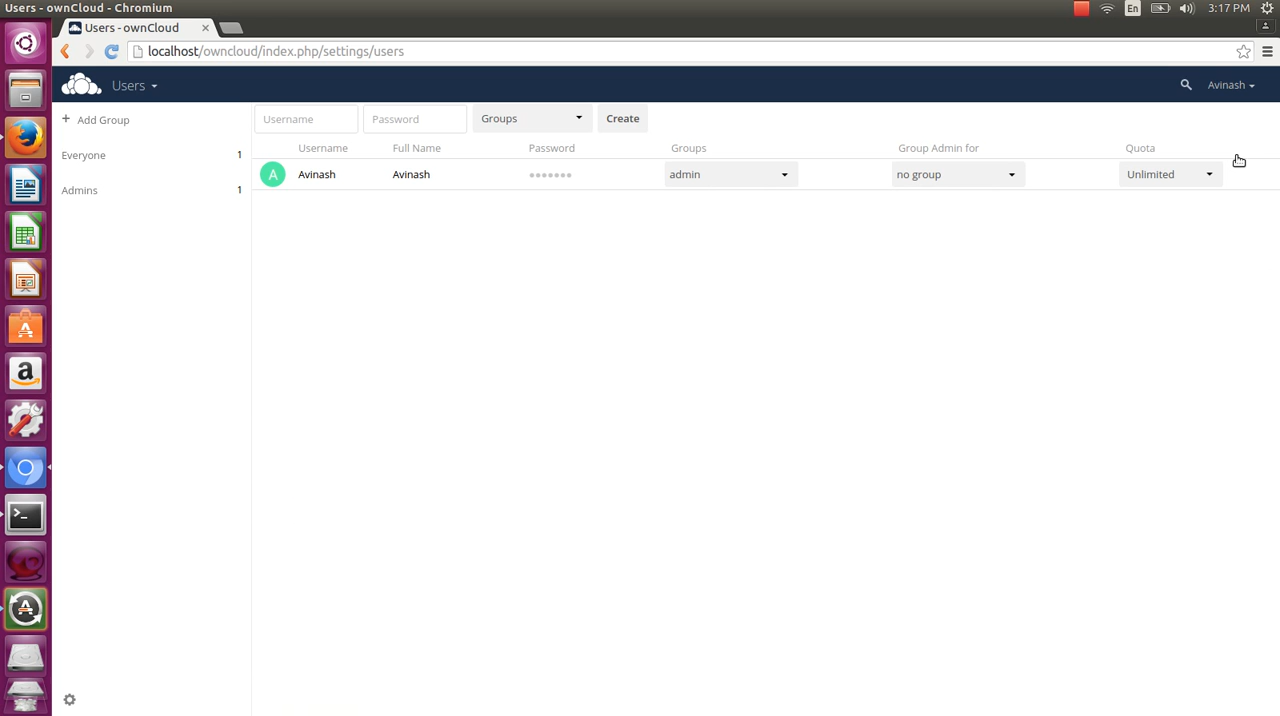 Users - ownCloud - Chromium
En
3:17 PM
Users - ownCloud
localhost/owncloud/index.php/settings/users
Users
Avinash
Add Group
Username
Password
Groups
Create
Everyone 1
Admins 1
Username Full Name Password Groups Group Admin for Quota
A Avinash Avinash admin no group Unlimited